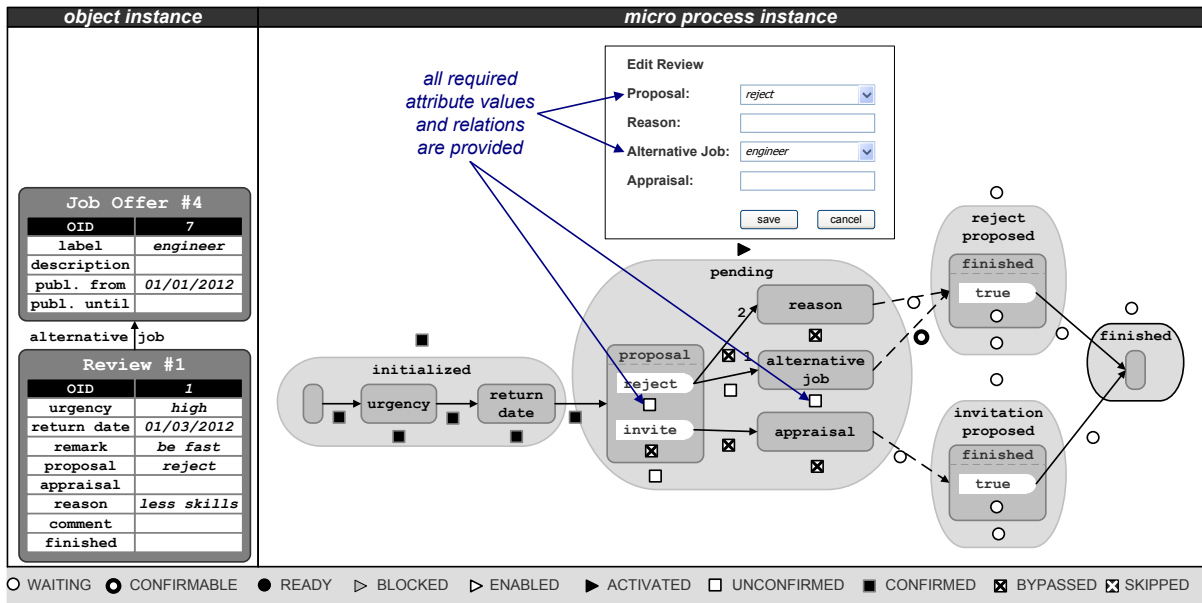 object instance
micro process instance
all required
attribute values
and relations
are provided
Edit Review
Proposal: reject
Reason:
Alternative Job: engineer
Appraisal:
save cancel
Job Offer #4
OID 7
label engineer
description
publ. from 01/01/2012
publ. until
alternative job
Review #1
OID 1
urgency high
return date 01/03/2012
remark be fast
proposal reject
appraisal
reason less skills
comment
finished
initialized
urgency
return
date
pending
proposal
reject
invite
2
1
reason
alternative
job
appraisal
reject
proposed
finished
true
invitation
proposed
finished
true
finished
WAITING CONFIRMABLE READY BLOCKED ENABLED ACTIVATED UNCONFIRMED CONFIRMED BYPASSED SKIPPED